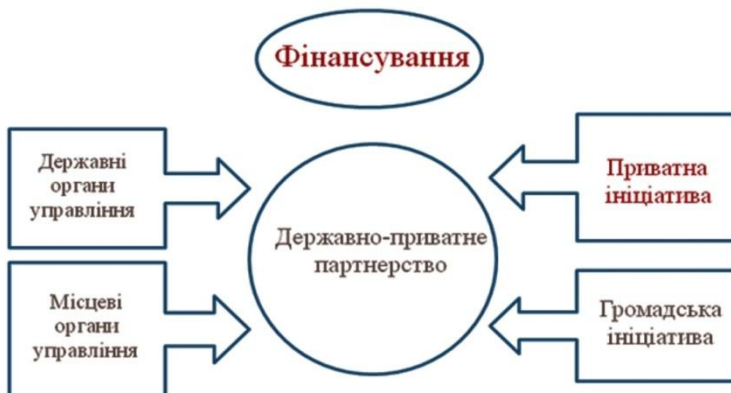 Фінансування
Державні
органи
управління
Приватна
ініціатива
Державно-приватне
партнерство
Місцеві
органи
управління
Громадська
ініціатива